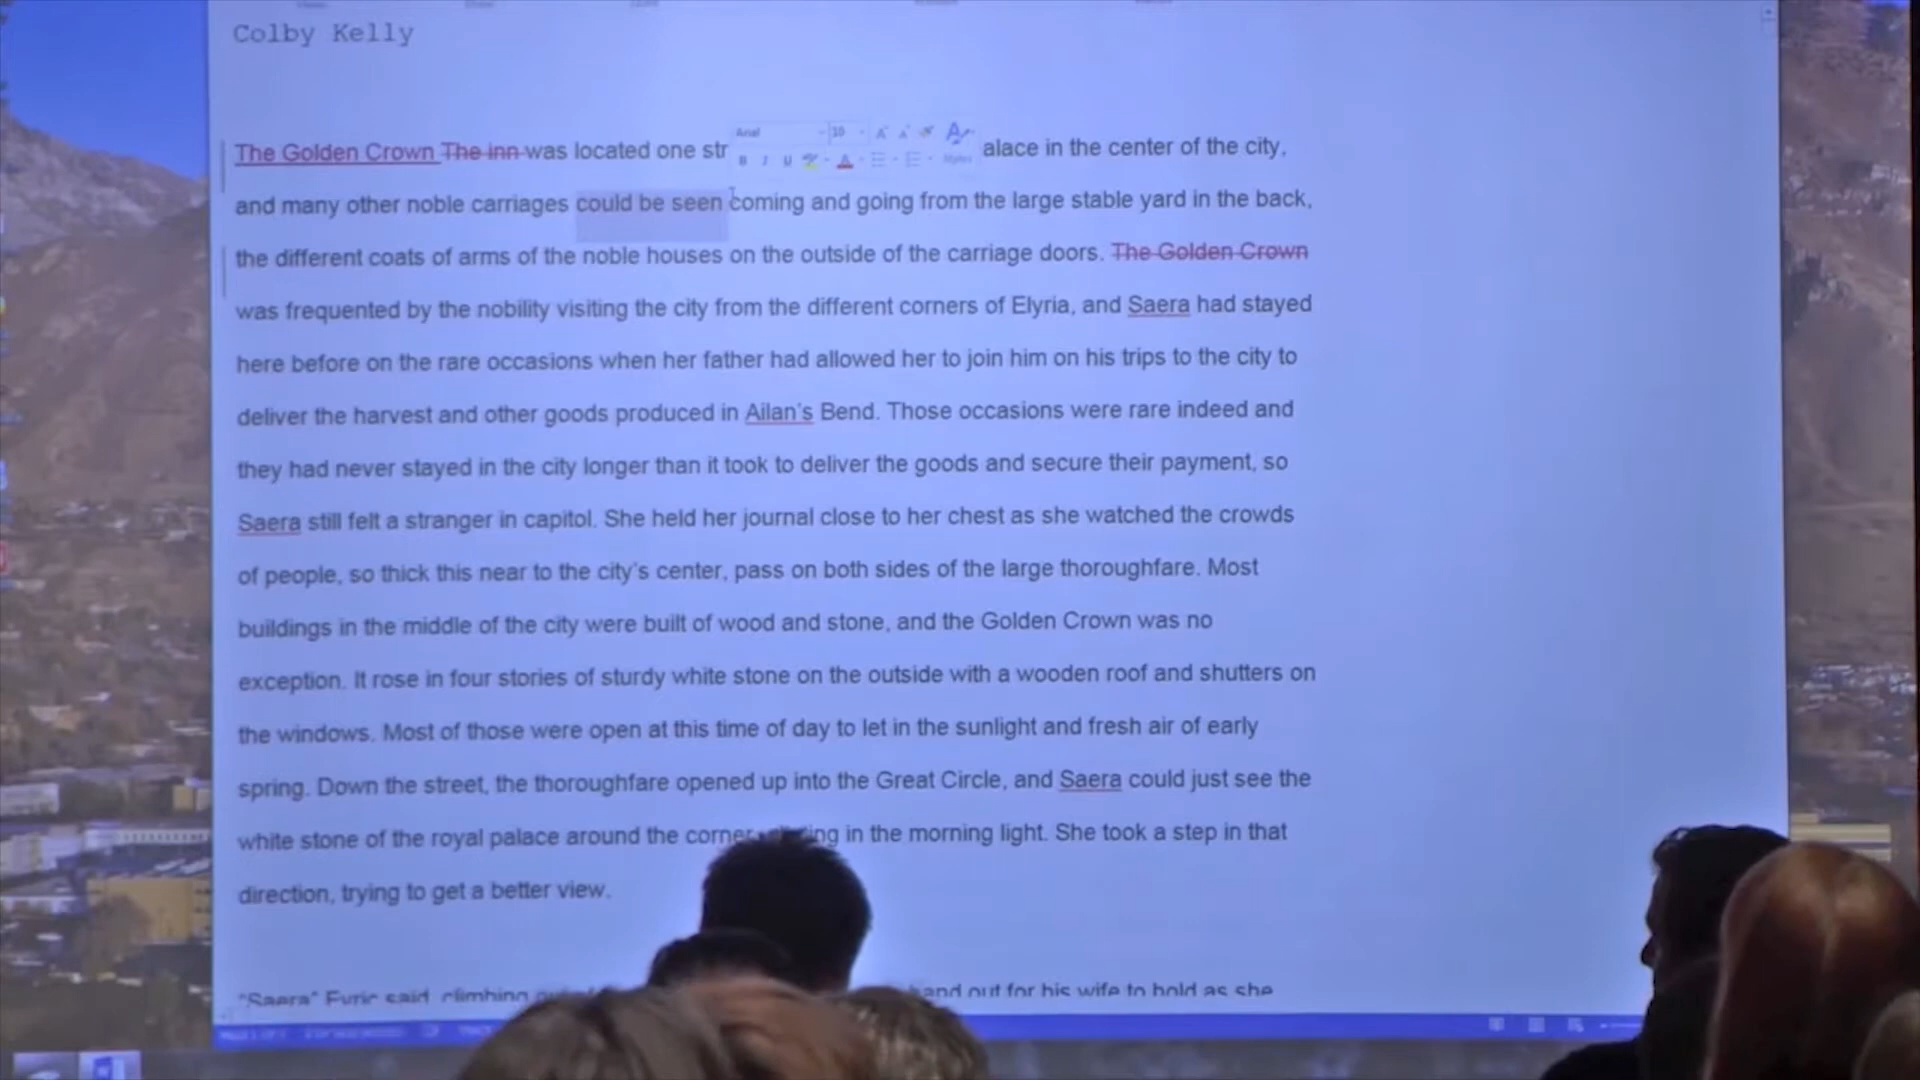 Colby Kelly
Arial 10
B I U Styles
The Golden Crown The inn was located one str alace in the center of the city,
and many other noble carriages could be seen coming and going from the large stable yard in the back,
the different coats of arms of the noble houses on the outside of the carriage doors. The Golden Crown
was frequented by the nobility visiting the city from the different corners of Elyria, and Saera had stayed
here before on the rare occasions when her father had allowed her to join him on his trips to the city to
deliver the harvest and other goods produced in Ailan's Bend. Those occasions were rare indeed and
they had never stayed in the city longer than it took to deliver the goods and secure their payment, so
Saera still felt a stranger in capitol. She held her journal close to her chest as she watched the crowds
of people, so thick this near to the city's center, pass on both sides of the large thoroughfare. Most
buildings in the middle of the city were built of wood and stone, and the Golden Crown was no
exception. It rose in four stories of sturdy white stone on the outside with a wooden roof and shutters on
the windows. Most of those were open at this time of day to let in the sunlight and fresh air of early
spring. Down the street, the thoroughfare opened up into the Great Circle, and Saera could just see the
white stone of the royal palace around the corner ng in the morning light. She took a step in that
direction, trying to get a better view.
"Saera" Euric said, climbing and out for his wife to hold as she